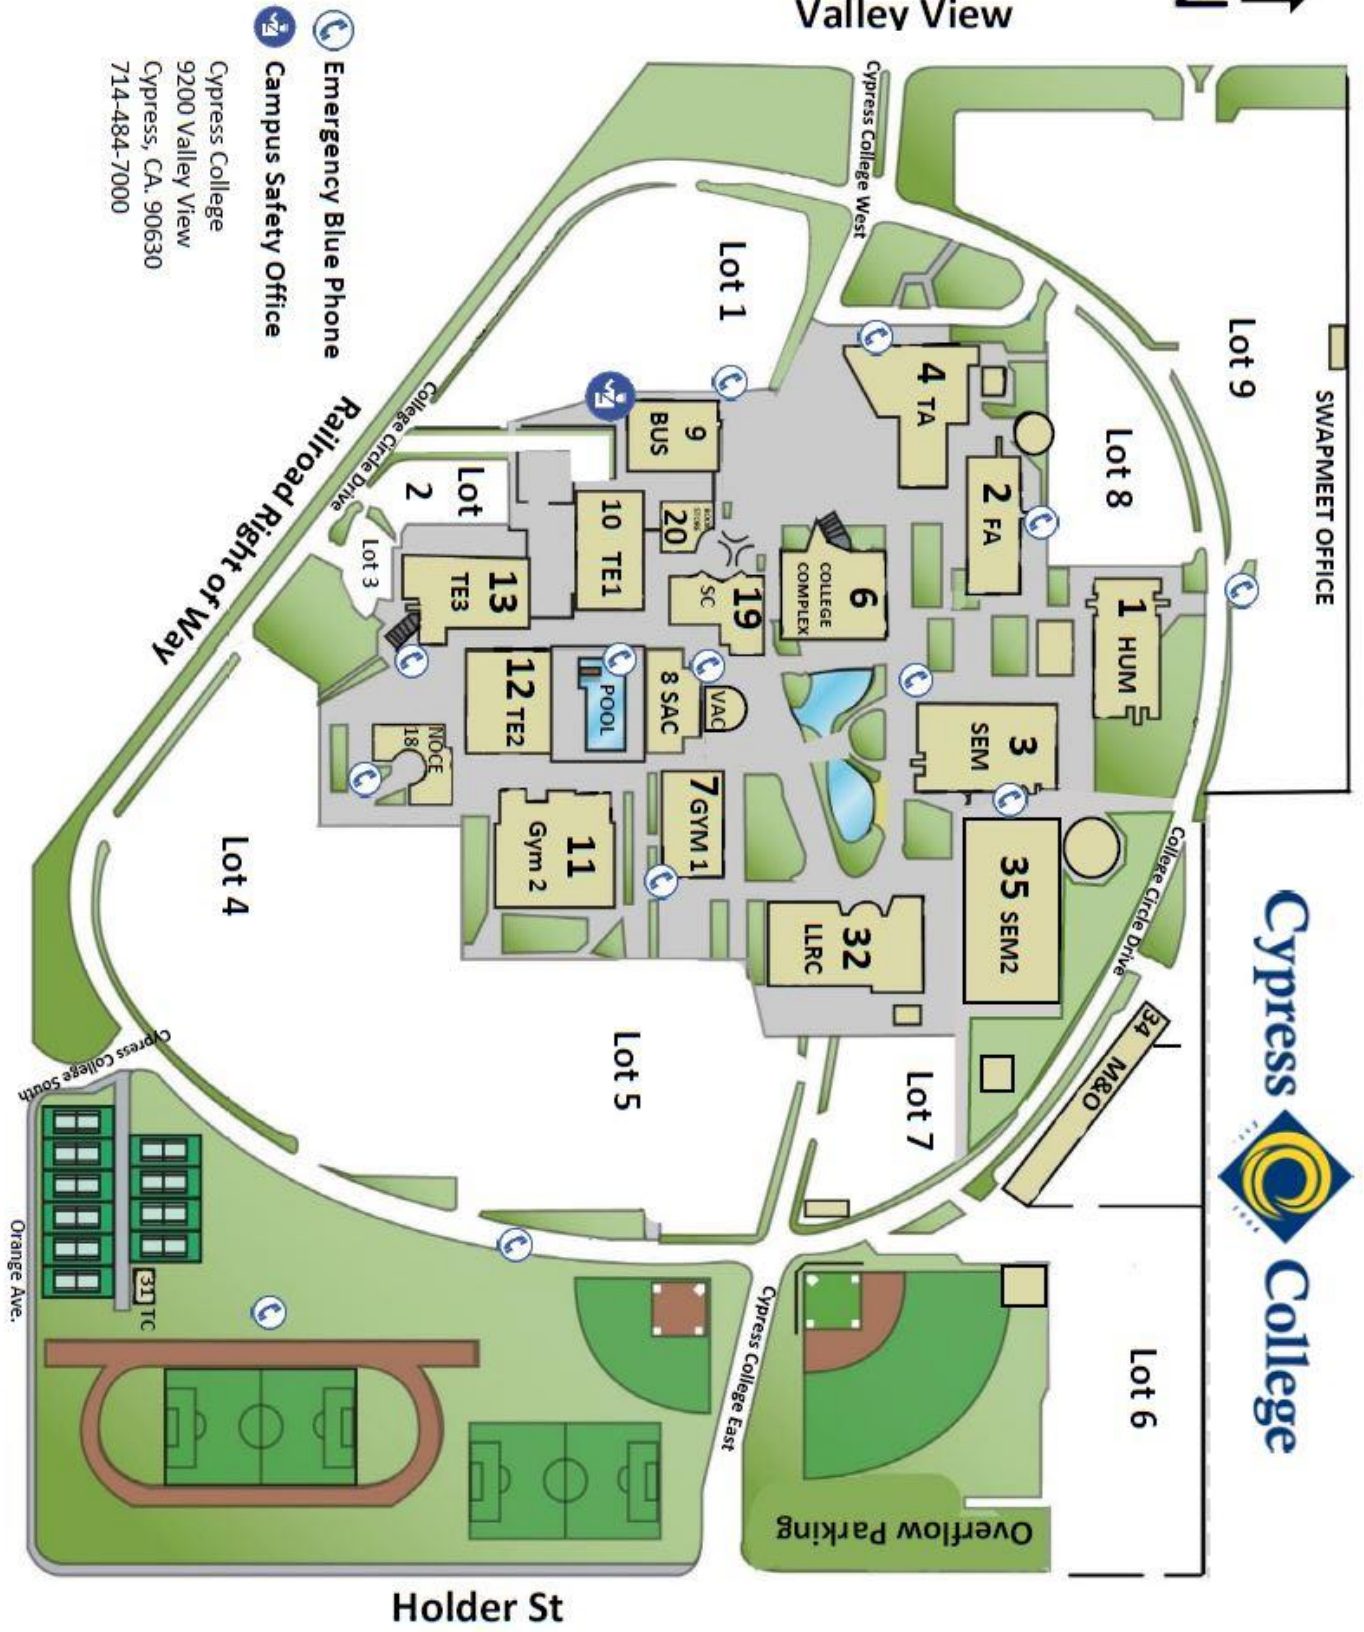 Valley View
Emergency Blue Phone
Campus Safety Office
Cypress College
9200 Valley View
Cypress, CA. 90630
714-484-7000
Cypress College
1966
Cypress College West
Lot 9
SWAPMEET OFFICE
Lot 1
Lot 8
4 TA
2 FA
9
BUS
College Circle Drive
Railroad Right of Way
Lot
2
Lot 3
10 TE1
BOOK
STORE
20
19
SC
6
COLLEGE
COMPLEX
1 HUM
13
TE3
12 TE2
POOL
8 SAC
VAC
3
SEM
NOCE
18
11
Gym 2
7 GYM 1
35 SEM2
32
LLRC
College Circle Drive
34 M&O
Lot 4
Lot 5
Lot 7
Lot 6
Cypress College South
Orange Ave.
31 TC
Cypress College East
Overflow Parking
Holder St